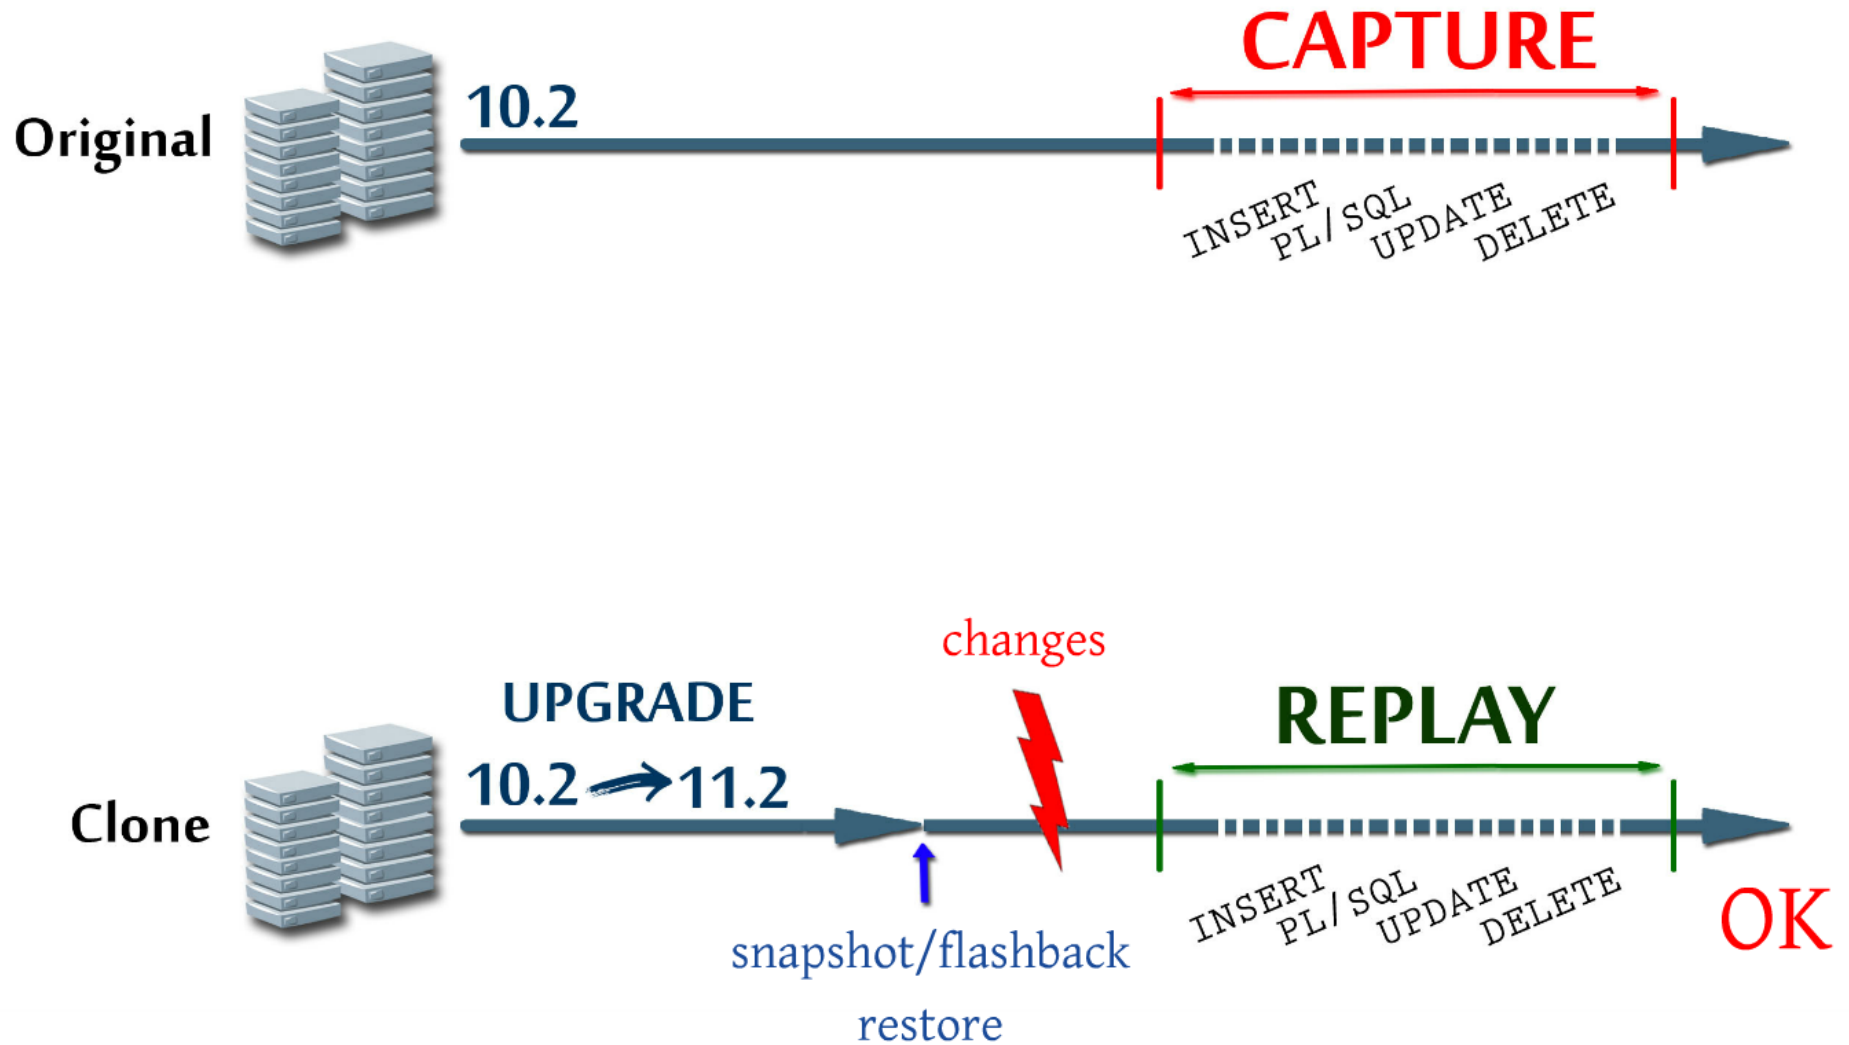 CAPTURE
10.2
Original
INSERT
PL/SQL
UPDATE
DELETE
changes
UPGRADE
REPLAY
10.2 11.2
Clone
INSERT
PL/SQL
UPDATE
DELETE
OK
snapshot/flashback
restore